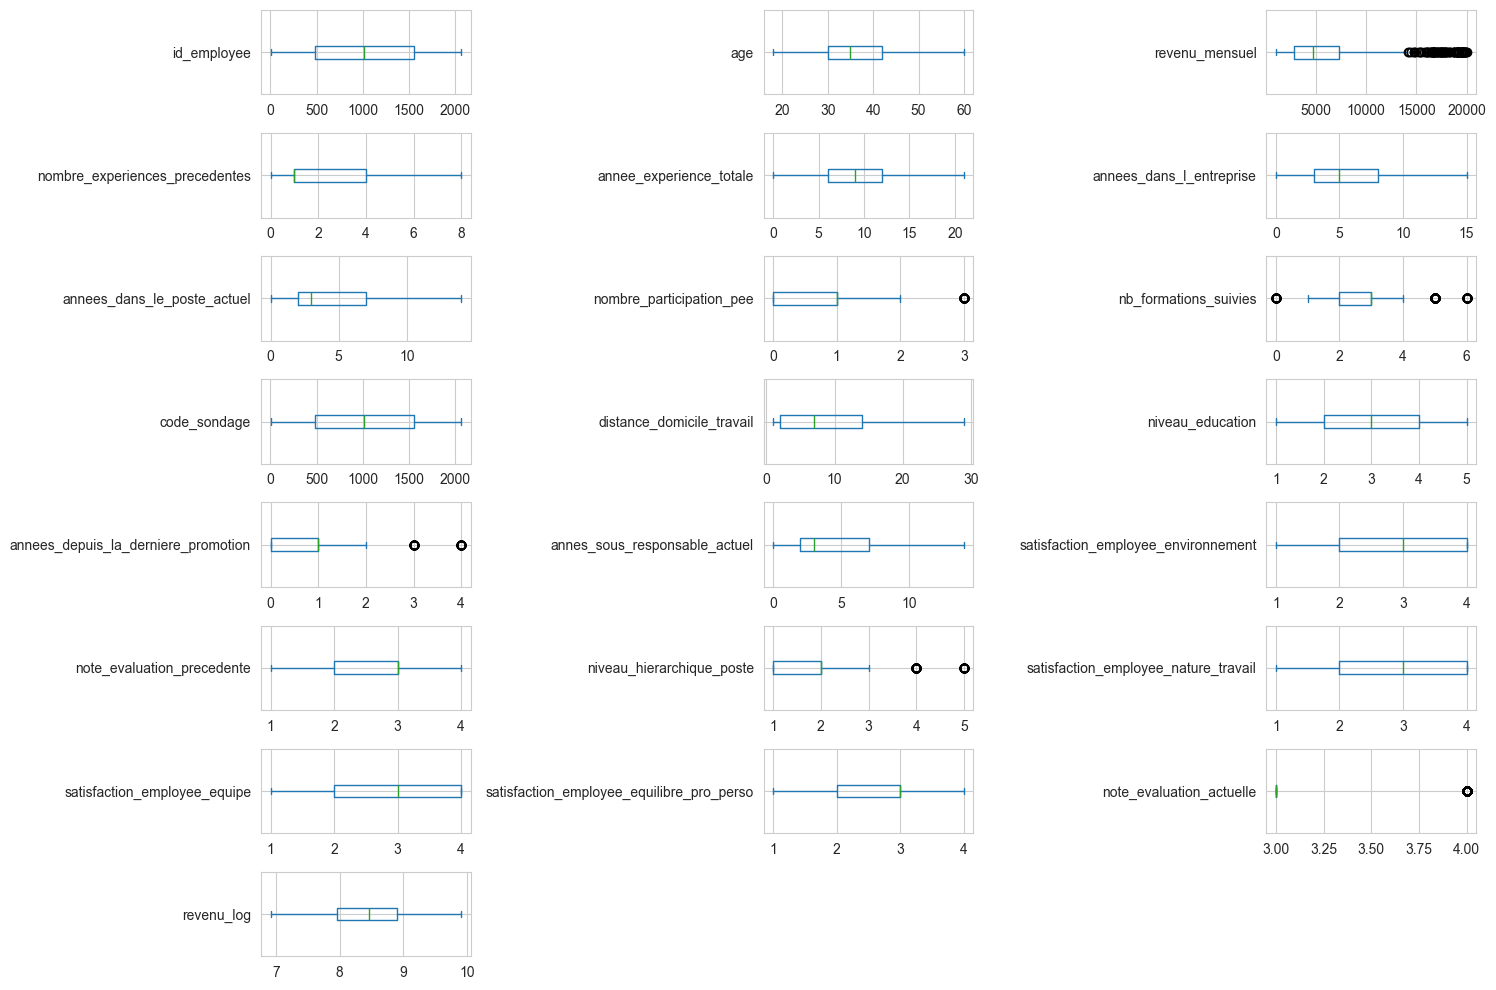 id_employee
0 500 1000 1500 2000
age
20 30 40 50 60
revenu_mensuel
5000 10000 15000 20000
nombre_experiences_precedentes
0 2 4 6 8
annee_experience_totale
0 5 10 15 20
annees_dans_l_entreprise
0 5 10 15
annees_dans_le_poste_actuel
0 5 10
nombre_participation_pee
0 1 2 3
nb_formations_suivies
0 2 4 6
code_sondage
0 500 1000 1500 2000
distance_domicile_travail
0 10 20 30
niveau_education
1 2 3 4 5
annees_depuis_la_derniere_promotion
0 1 2 3 4
annes_sous_responsable_actuel
0 5 10
satisfaction_employee_environnement
1 2 3 4
note_evaluation_precedente
1 2 3 4
niveau_hierarchique_poste
1 2 3 4 5
satisfaction_employee_nature_travail
1 2 3 4
satisfaction_employee_equipe
1 2 3 4
satisfaction_employee_equilibre_pro_perso
1 2 3 4
note_evaluation_actuelle
3.00 3.25 3.50 3.75 4.00
revenu_log
7 8 9 10